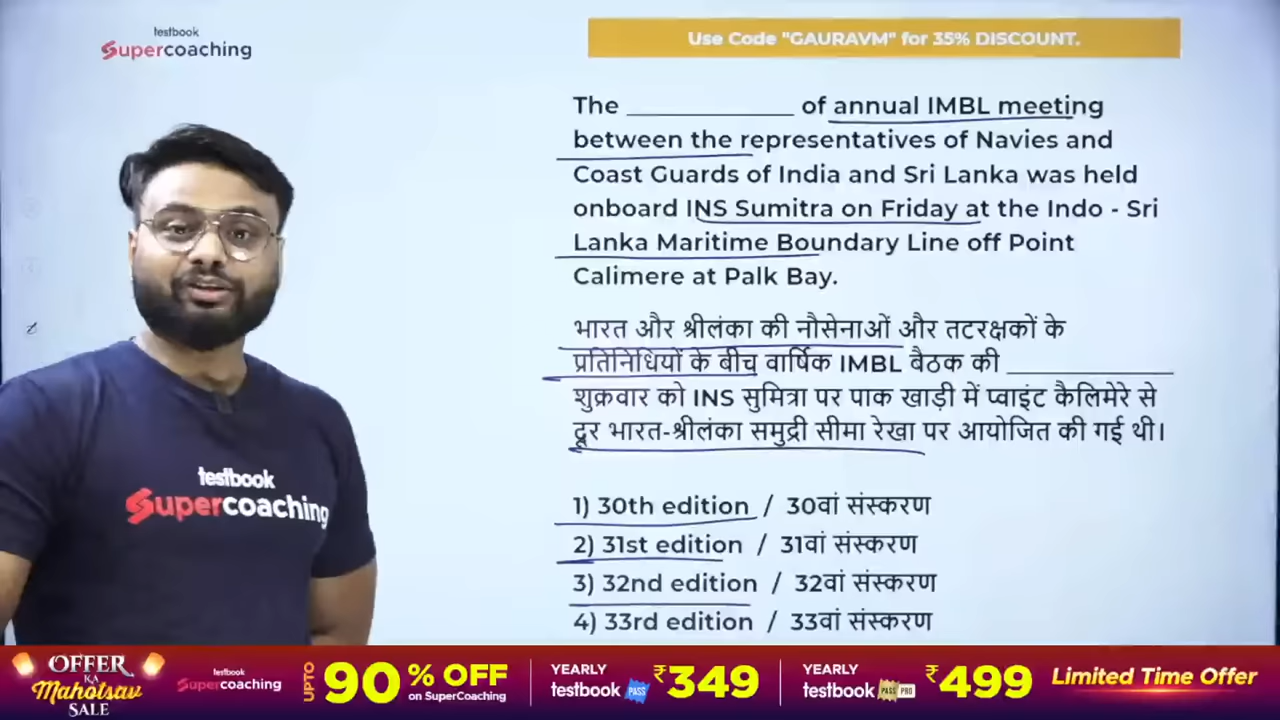 testbook
Supercoaching
Use Code "GAURAVM" for 35% DISCOUNT.
The ____________ of annual IMBL meeting
between the representatives of Navies and
Coast Guards of India and Sri Lanka was held
onboard INS Sumitra on Friday at the Indo - Sri
Lanka Maritime Boundary Line off Point
Calimere at Palk Bay.
भारत और श्रीलंका की नौसेनाओं और तटरक्षकों के
प्रतिनिधियों के बीच वार्षिक IMBL बैठक की ____________
शुक्रवार को INS सुमित्रा पर पाक खाड़ी में प्वाइंट कैलिमेरे से
दूर भारत-श्रीलंका समुद्री सीमा रेखा पर आयोजित की गई थी।
1) 30th edition / 30वां संस्करण
2) 31st edition / 31वां संस्करण
3) 32nd edition / 32वां संस्करण
4) 33rd edition / 33वां संस्करण
testbook
Supercoaching
OFFER
KA
Mahotsav
SALE
testbook
Supercoaching
UPTO 90% OFF
on SuperCoaching
YEARLY
testbook PASS
₹349
YEARLY
testbook PASS PRO
₹499
Limited Time Offer